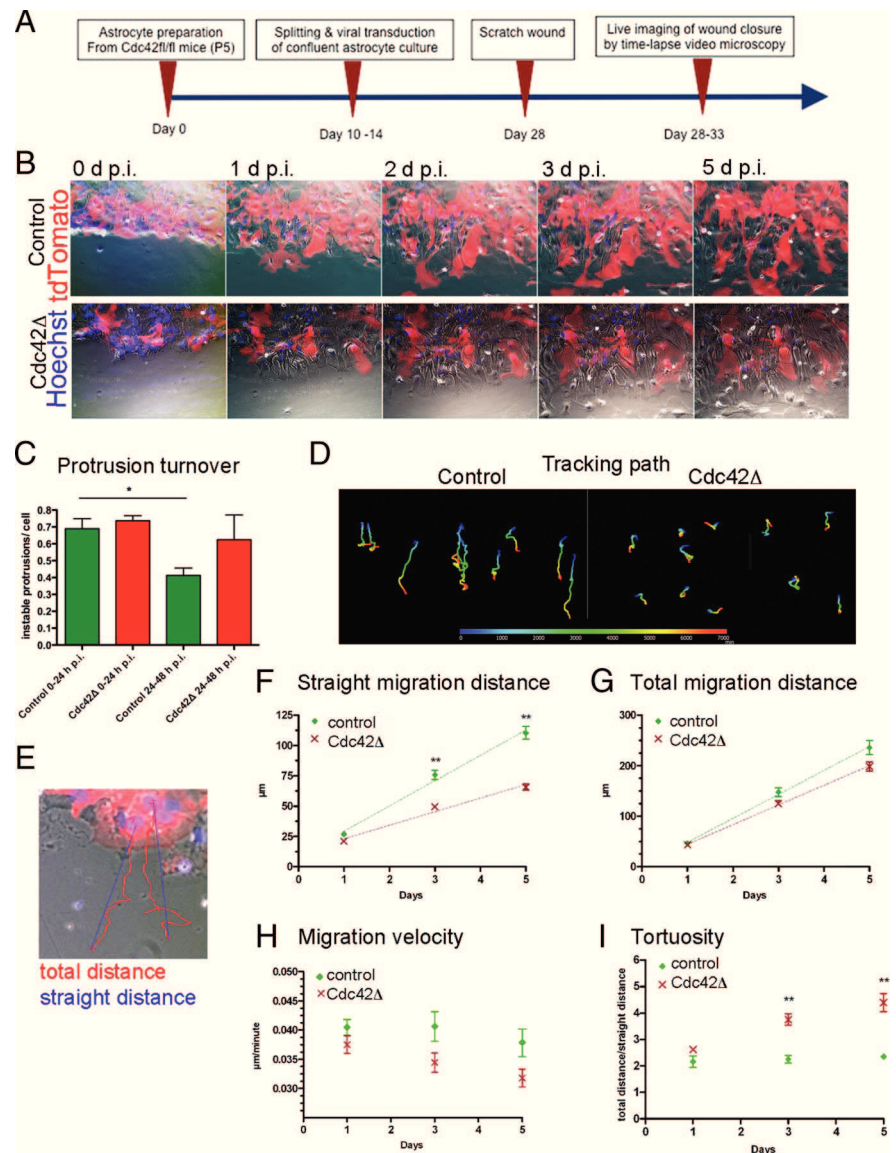 A
Astrocyte preparation
From Cdc42fl/fl mice (P5)
Splitting & viral transduction
of confluent astrocyte culture
Scratch wound
Live imaging of wound closure
by time-lapse video microscopy
Day 0
Day 10 -14
Day 28
Day 28-33
B
0 d p.i.
1 d p.i.
2 d p.i.
3 d p.i.
5 d p.i.
Control
Cdc42Δ
Hoechst tdTomato
C
Protrusion turnover
*
instable protrusions/ cell
0.8
0.7
0.6
0.5
0.4
0.3
0.2
0.1
0.0
Control 0-24 h p.i.
Cdc42Δ 0-24 h p.i.
Control 24-48 h p.i.
Cdc42Δ 24-48 h p.i.
D
Tracking path
Control
Cdc42Δ
0 1000 2000 3000 4000 5000 6000 7000
min
E
total distance
straight distance
F Straight migration distance
control
Cdc42Δ
**
**
µm
125
100
75
50
25
0
0 1 2 3 4 5
Days
G Total migration distance
control
Cdc42Δ
µm
300
200
100
0
0 1 2 3 4 5
Days
H Migration velocity
control
Cdc42Δ
µm/minute
0.050
0.045
0.040
0.035
0.030
0 1 2 3 4 5
Days
I Tortuosity
control
Cdc42Δ
**
**
total distance/straight distance
6
5
4
3
2
1
0
0 1 2 3 4 5
Days